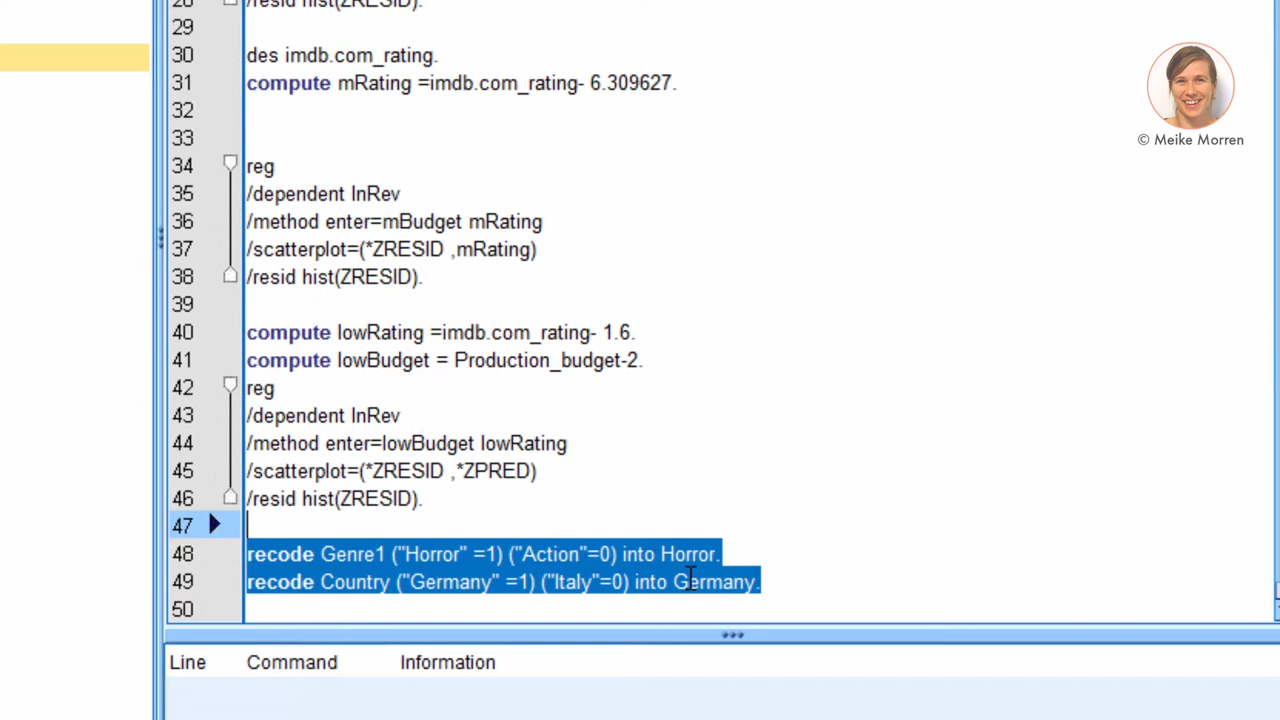 28
/resid hist(ZRESID).
29
30 des imdb.com_rating.
31 compute mRating =imdb.com_rating- 6.309627.
32
33
34 reg
35 /dependent lnRev
36 /method enter=mBudget mRating
37 /scatterplot=(*ZRESID ,mRating)
38 /resid hist(ZRESID).
39
40 compute lowRating =imdb.com_rating- 1.6.
41 compute lowBudget = Production_budget-2.
42 reg
43 /dependent lnRev
44 /method enter=lowBudget lowRating
45 /scatterplot=(*ZRESID ,*ZPRED)
46 /resid hist(ZRESID).
47
48 recode Genre1 ("Horror" =1) ("Action"=0) into Horror.
49 recode Country ("Germany" =1) ("Italy"=0) into Germany.
50
Line Command Information
© Meike Morren